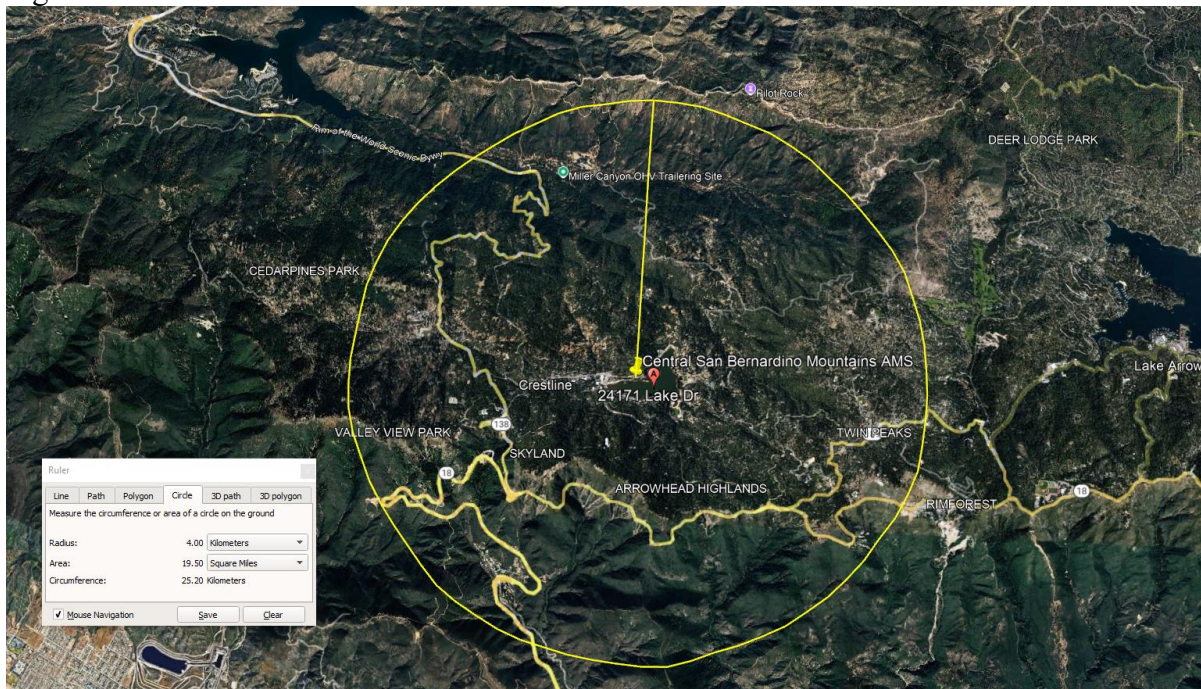 Rim of the World Scenic Bywy
Pilot Rock
DEER LODGE PARK
Miller Canyon OHV Trailering Site
CEDARPINES PARK
Central San Bernardino Mountains AMS
A
Lake Arrow
Crestline
24171 Lake Dr
138
VALLEY VIEW PARK
TWIN PEAKS
SKYLAND
18
ARROWHEAD HIGHLANDS
18
RIMFOREST
Ruler
Line Path Polygon Circle 3D path 3D polygon
Measure the circumference or area of a circle on the ground
Radius: 4.00 Kilometers
Area: 19.50 Square Miles
Circumference: 25.20 Kilometers
Mouse Navigation Save Clear